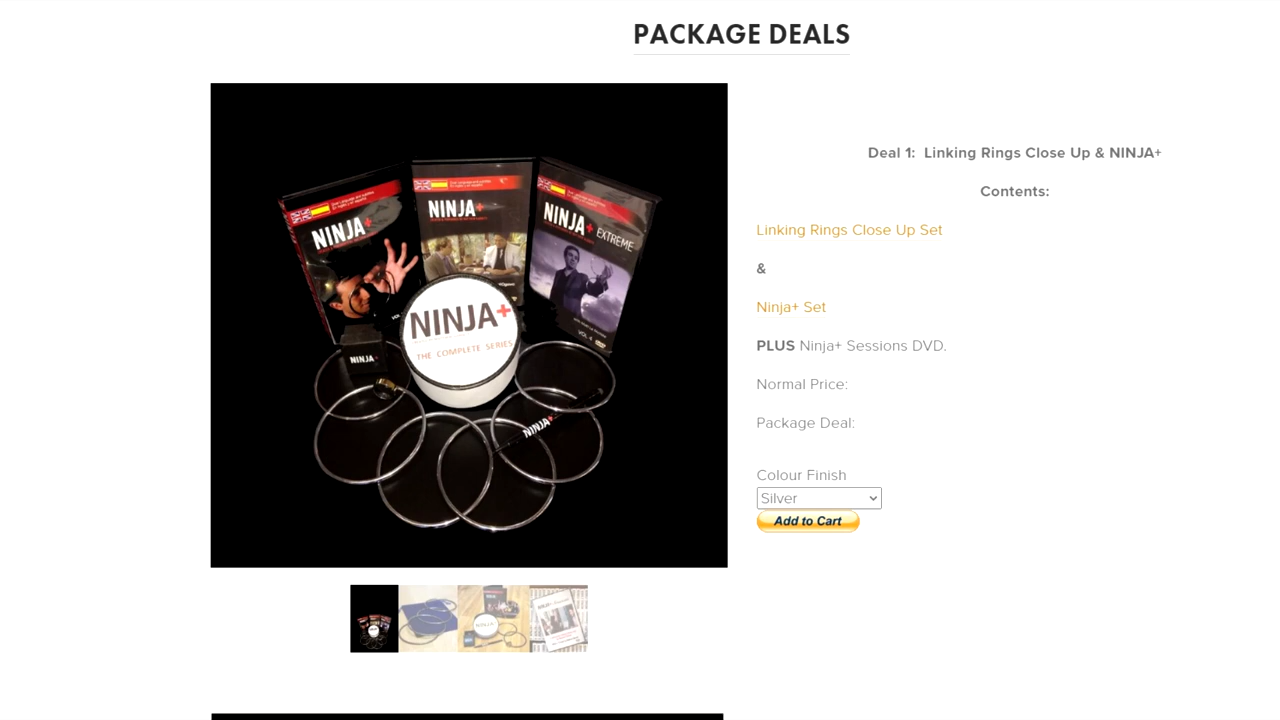 PACKAGE DEALS
Deal 1: Linking Rings Close Up & NINJA+
Contents:
Linking Rings Close Up Set
&
Ninja+ Set
PLUS Ninja+ Sessions DVD.
Normal Price:
Package Deal:
Colour Finish
Silver
Add to Cart
NINJA+
NINJA+
NINJA+ EXTREME
NINJA+
THE COMPLETE SERIES
NINJA+
NINJA+